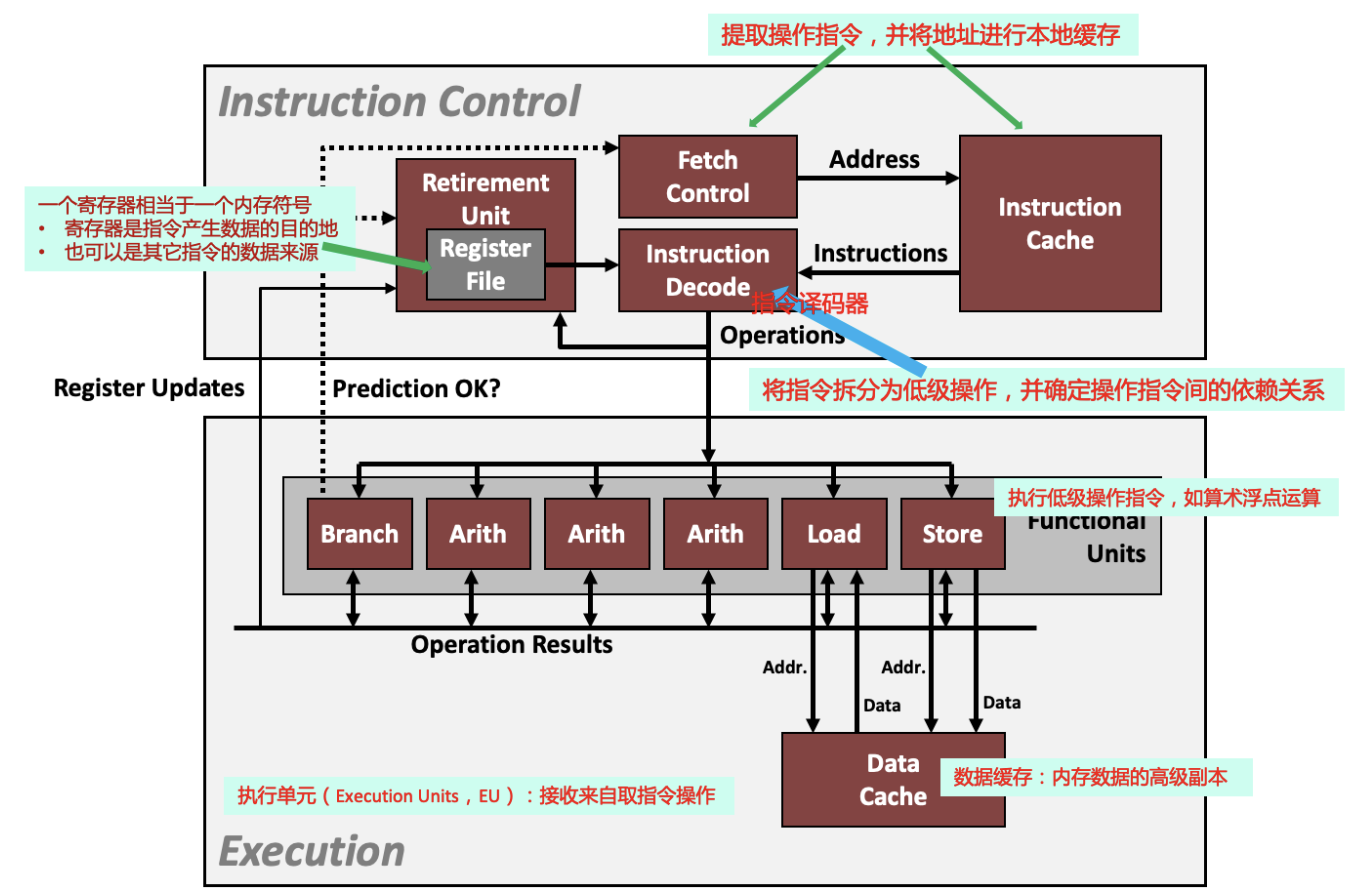 提取操作指令，并将地址进行本地缓存
Instruction Control
Fetch
Control
Address
Instruction
Cache
Retirement
Unit
Register
File
一个寄存器相当于一个内存符号
• 寄存器是指令产生数据的目的地
• 也可以是其它指令的数据来源
Instruction
Decode
Instructions
指令译码器
Operations
将指令拆分为低级操作，并确定操作指令间的依赖关系
Register Updates
Prediction OK?
执行低级操作指令，如算术浮点运算
Functional
Units
Branch
Arith
Arith
Arith
Load
Store
Operation Results
Addr.
Addr.
Data
Data
Data
Cache
数据缓存：内存数据的高级副本
执行单元（Execution Units，EU）：接收来自取指令操作
Execution